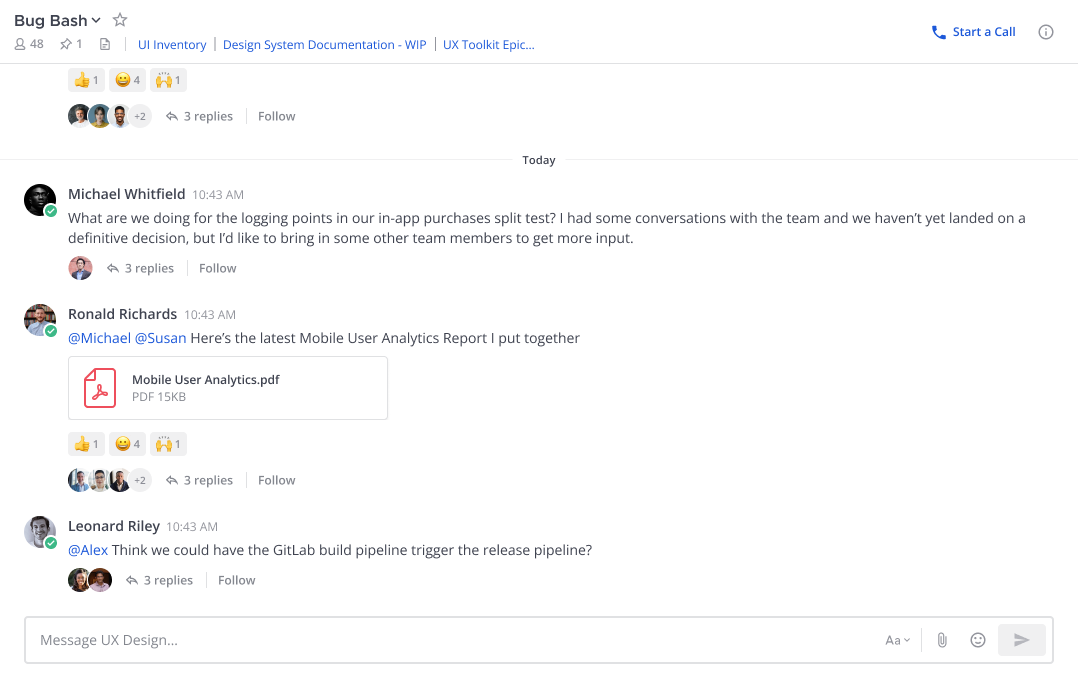 Bug Bash
48 1 UI Inventory Design System Documentation - WIP UX Toolkit Epic...
Start a Call
1 4 1
+2 3 replies Follow
Today
Michael Whitfield 10:43 AM
What are we doing for the logging points in our in-app purchases split test? I had some conversations with the team and we haven’t yet landed on a
definitive decision, but I’d like to bring in some other team members to get more input.
3 replies Follow
Ronald Richards 10:43 AM
@Michael @Susan Here’s the latest Mobile User Analytics Report I put together
Mobile User Analytics.pdf
PDF 15KB
1 4 1
+2 3 replies Follow
Leonard Riley 10:43 AM
@Alex Think we could have the GitLab build pipeline trigger the release pipeline?
3 replies Follow
Message UX Design... Aa